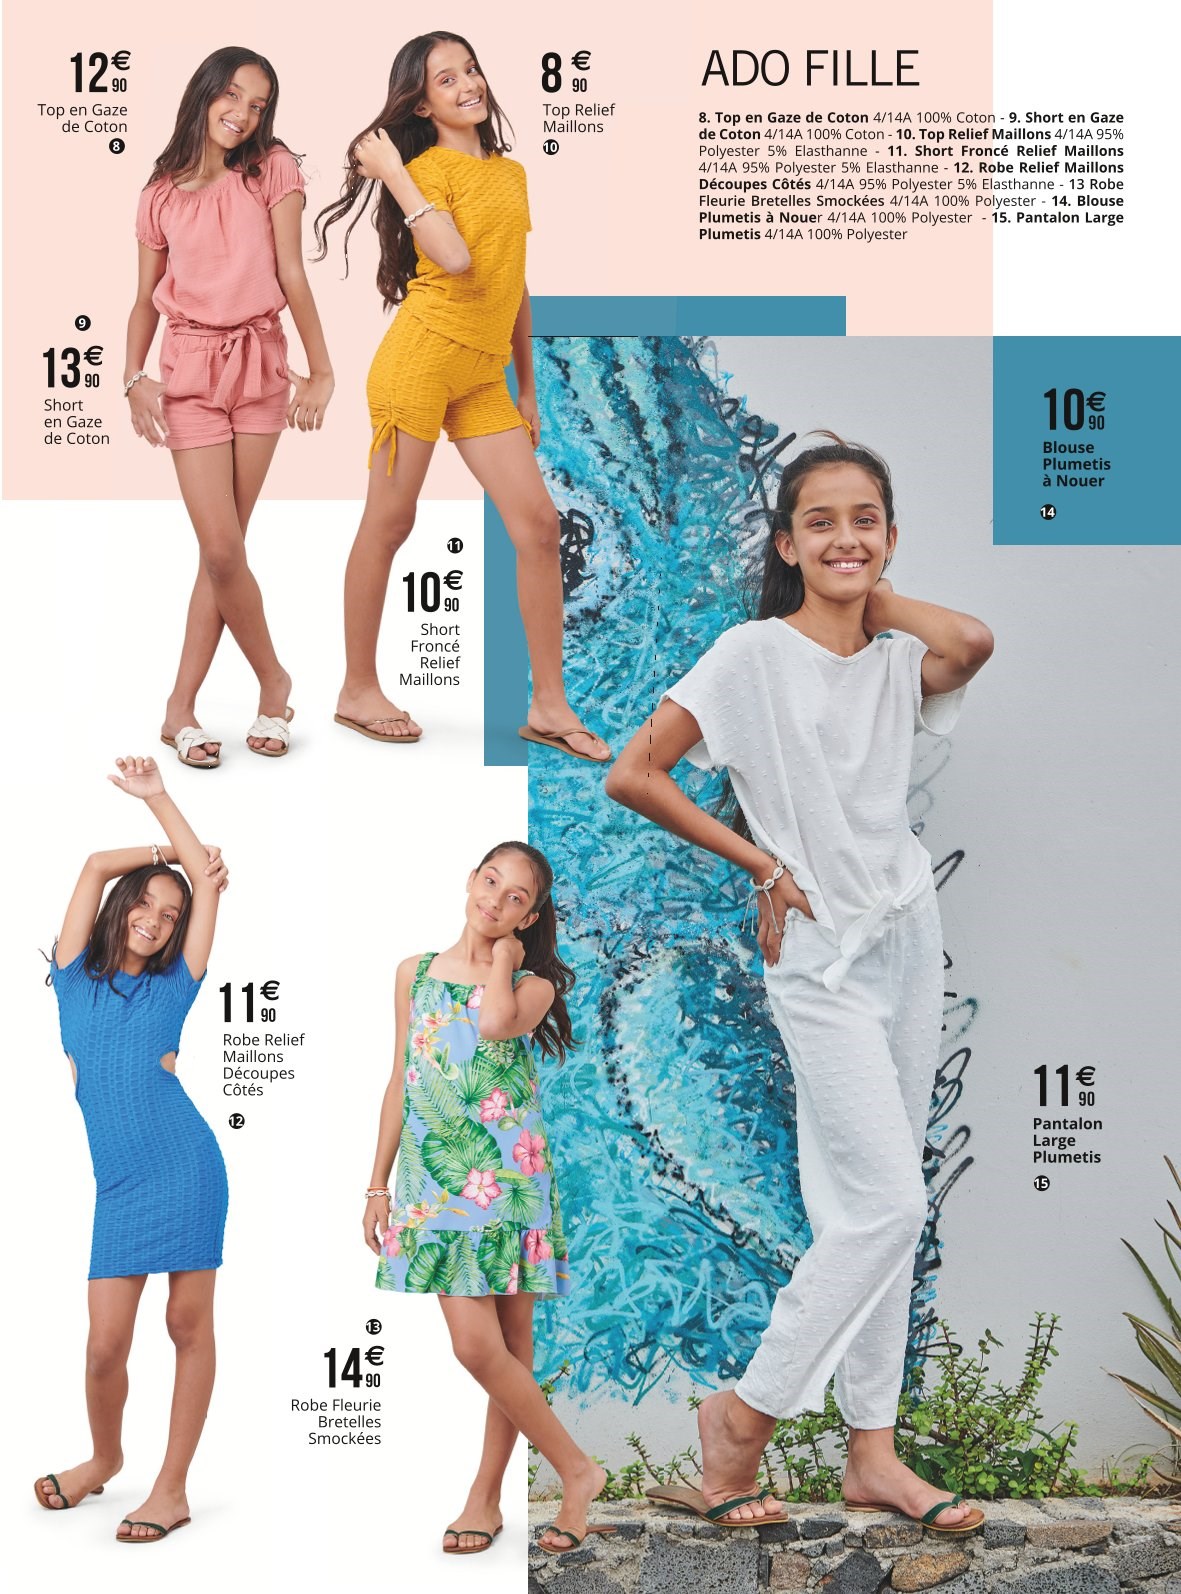 ADO FILLE
8. Top en Gaze de Coton 4/14A 100% Coton - 9. Short en Gaze
de Coton 4/14A 100% Coton - 10. Top Relief Maillons 4/14A 95%
Polyester 5% Elasthanne - 11. Short Froncé Relief Maillons
4/14A 95% Polyester 5% Elasthanne - 12. Robe Relief Maillons
Découpes Côtés 4/14A 95% Polyester 5% Elasthanne - 13 Robe
Fleurie Bretelles Smockées 4/14A 100% Polyester - 14. Blouse
Plumetis à Nouer 4/14A 100% Polyester - 15. Pantalon Large
Plumetis 4/14A 100% Polyester
12€90
Top en Gaze
de Coton
8
8€90
Top Relief
Maillons
10
9
13€90
Short
en Gaze
de Coton
10€90
Blouse
Plumetis
à Nouer
14
11
10€90
Short
Froncé
Relief
Maillons
11€90
Robe Relief
Maillons
Découpes
Côtés
12
11€90
Pantalon
Large
Plumetis
15
13
14€90
Robe Fleurie
Bretelles
Smockées